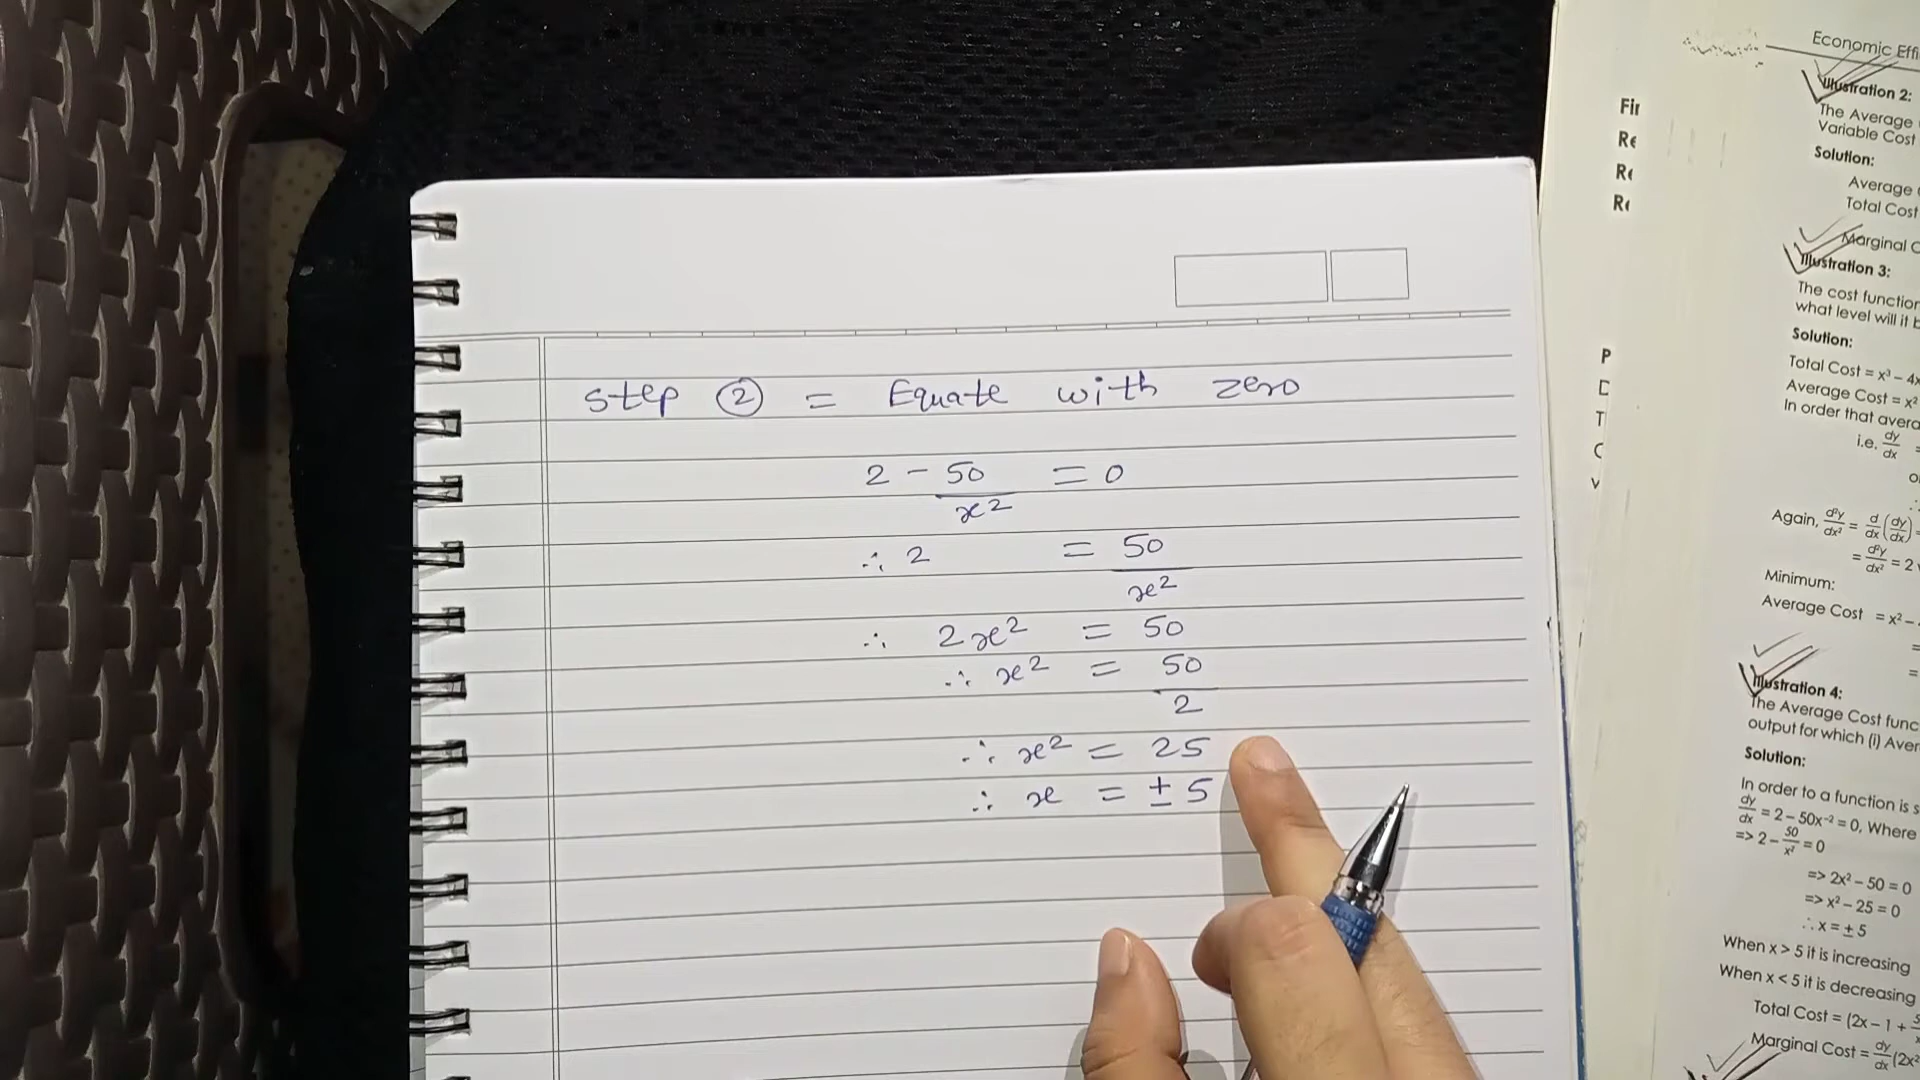 step ② = Equate with zero
2 - 50/x² = 0
∴ 2 = 50/x²
∴ 2x² = 50
∴ x² = 50/2
∴ x² = 25
∴ x = ± 5
Economic Effi
Illustration 2:
The Average
Variable Cost
Solution:
Average
Total Cost
Marginal C
Illustration 3:
The cost function
what level will it b
Solution:
Total Cost = x³ – 4x
Average Cost = x²
In order that avera
i.e. dy/dx =
Again, d²y/dx² = d/dx (dy/dx) =
= d²y/dx² = 2
Minimum:
Average Cost = x² –
=
=
Illustration 4:
The Average Cost func
output for which (i) Aver
Solution:
In order to a function is s
dy/dx = 2 – 50x⁻² = 0, Where
=> 2 – 50/x² = 0
=> 2x² – 50 = 0
=> x² – 25 = 0
∴ x = ± 5
When x > 5 it is increasing
When x < 5 it is decreasing
Total Cost = (2x – 1 +
Marginal Cost = dy/dx (2x²
Fir
Re
Re
Re
P
T